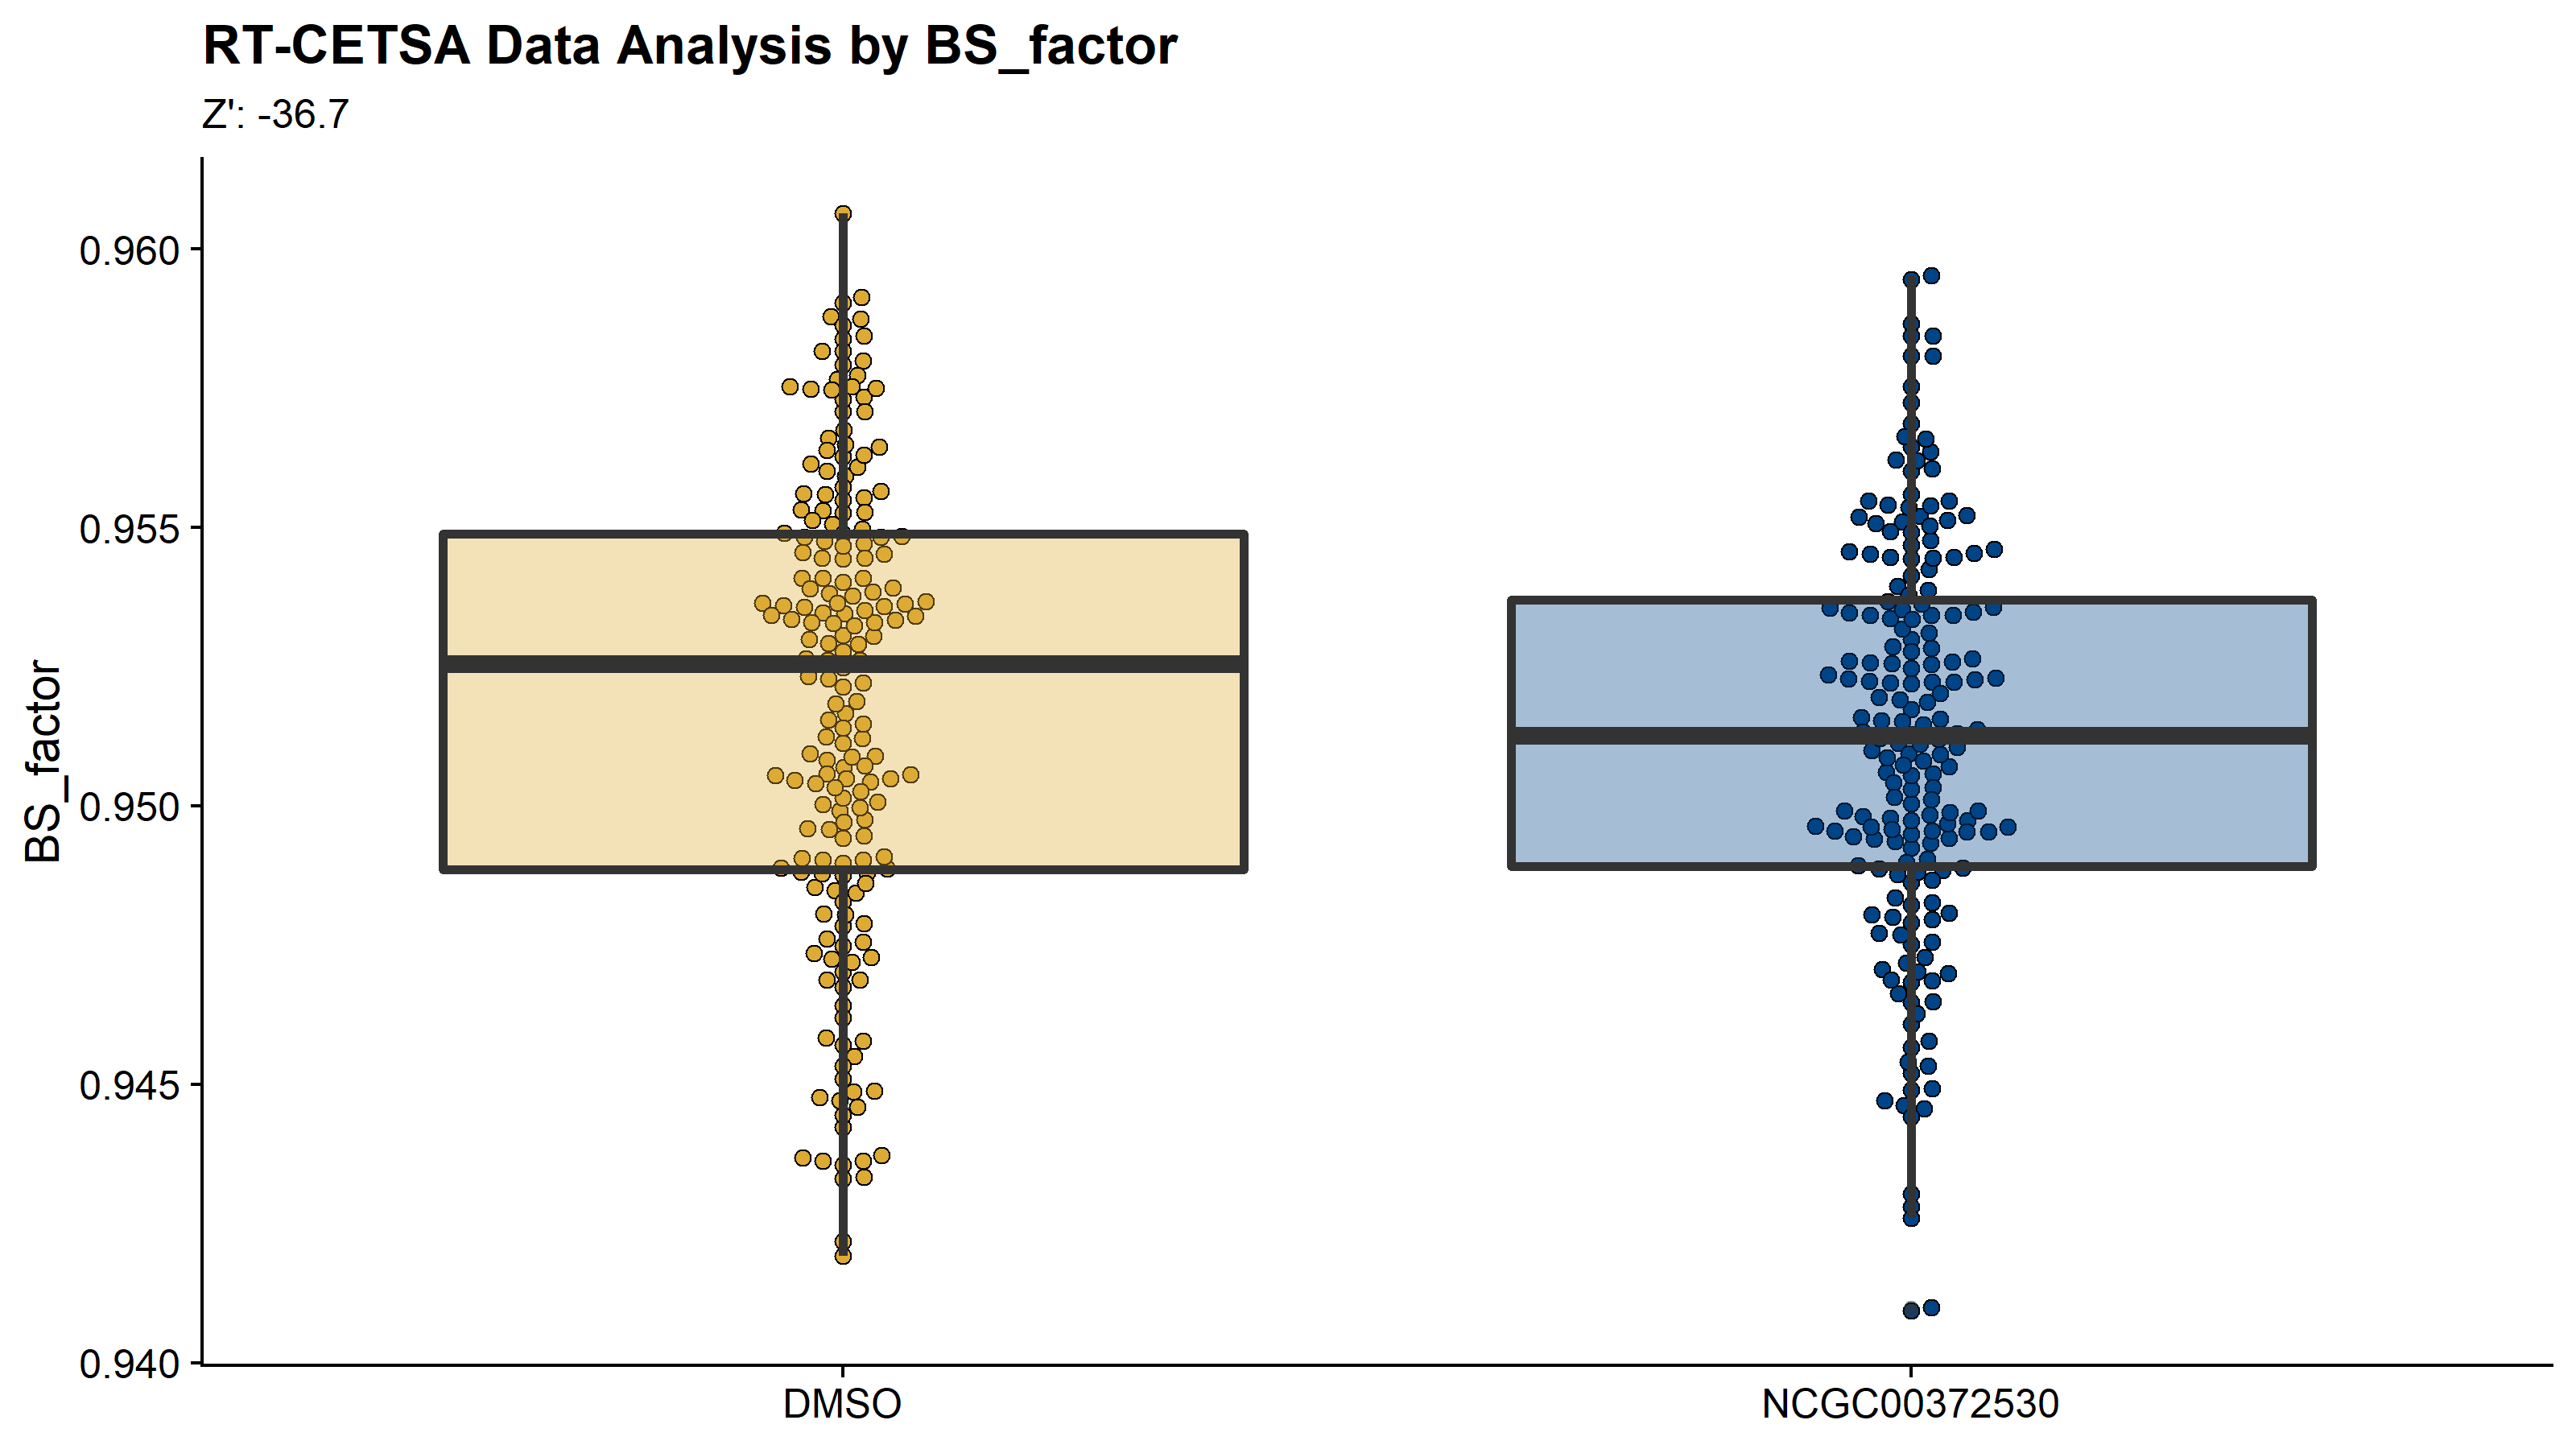 RT-CETSA Data Analysis by BS_factor
Z': -36.7
BS_factor
0.960
0.955
0.950
0.945
0.940
DMSO
NCGC00372530